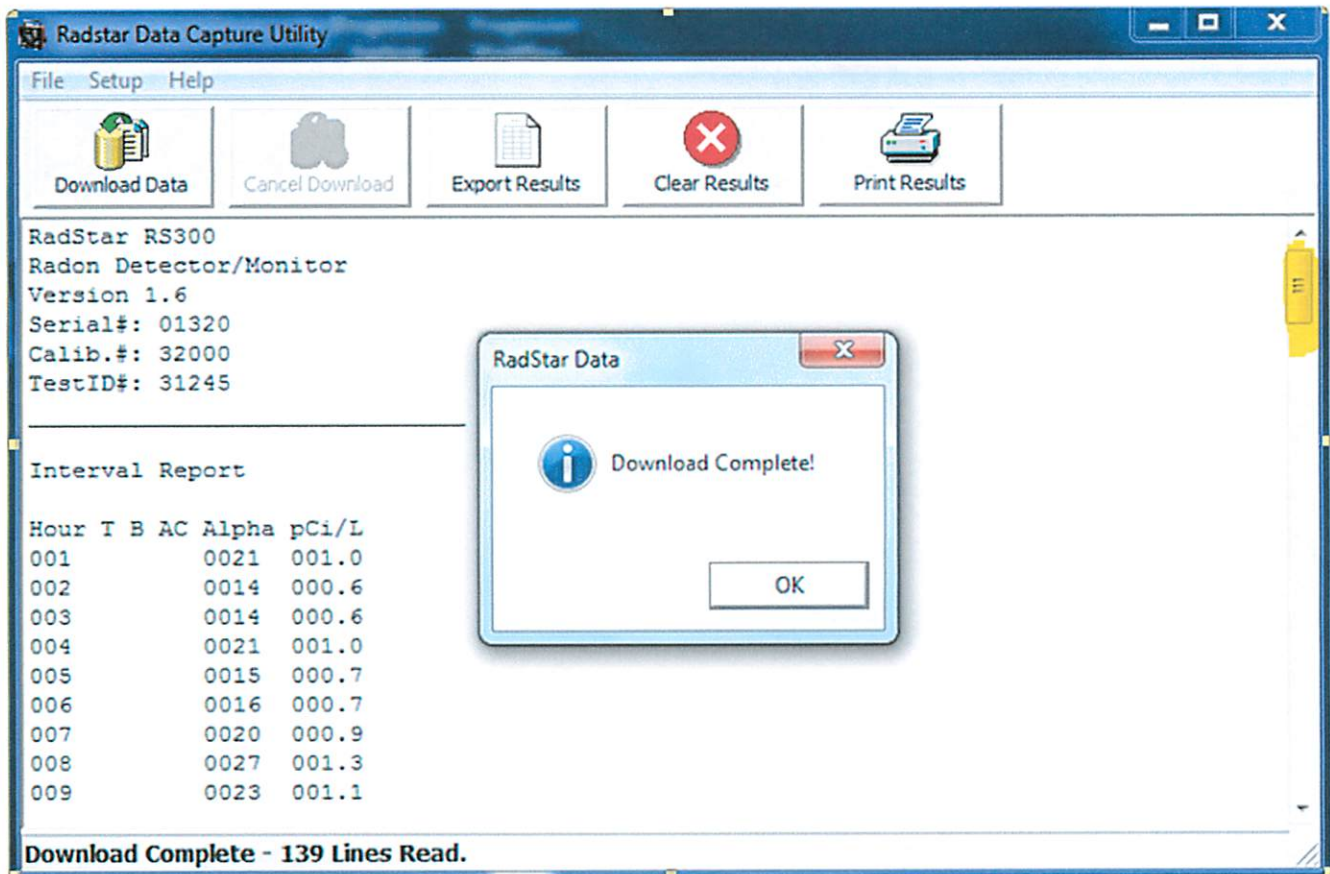 Radstar Data Capture Utility
File Setup Help
Download Data
Cancel Download
Export Results
Clear Results
Print Results
RadStar RS300
Radon Detector/Monitor
Version 1.6
Serial#: 01320
Calib.#: 32000
TestID#: 31245
Interval Report
Hour T B AC Alpha pCi/L
001 0021 001.0
002 0014 000.6
003 0014 000.6
004 0021 001.0
005 0015 000.7
006 0016 000.7
007 0020 000.9
008 0027 001.3
009 0023 001.1
RadStar Data
Download Complete!
OK
Download Complete - 139 Lines Read.